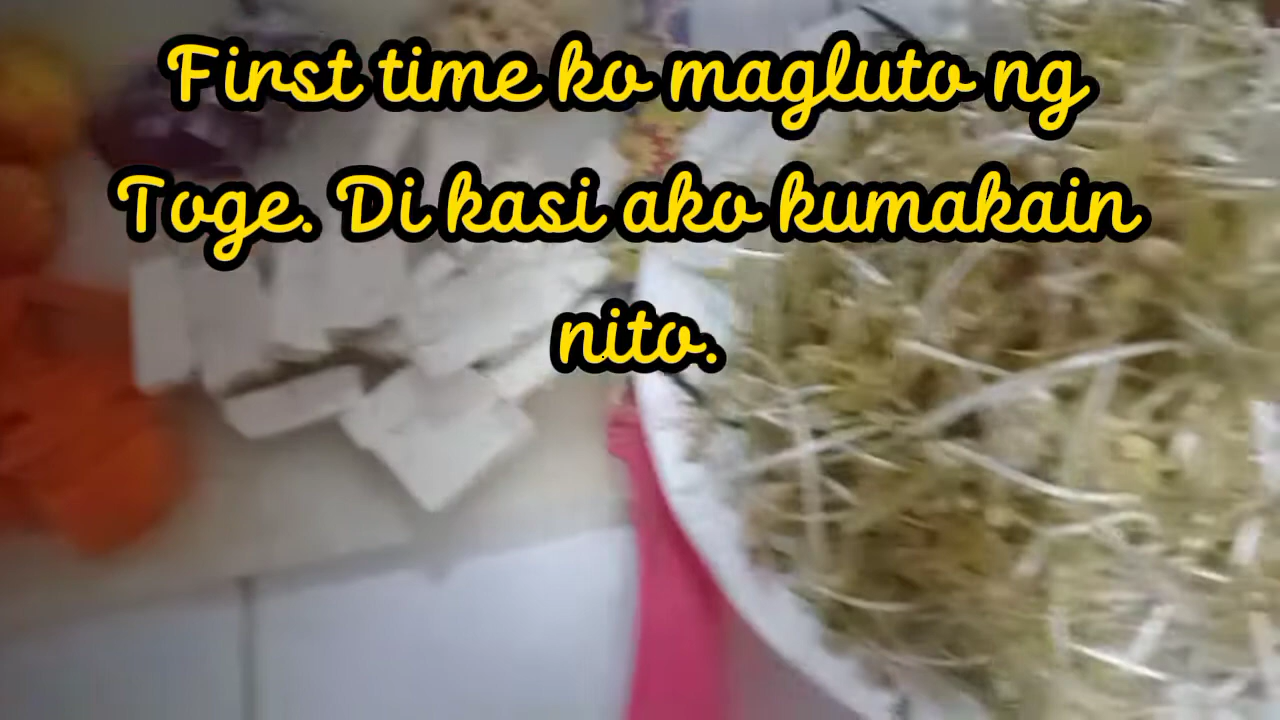 First time ko magluto ng
Toge. Di kasi ako kumakain
nito.